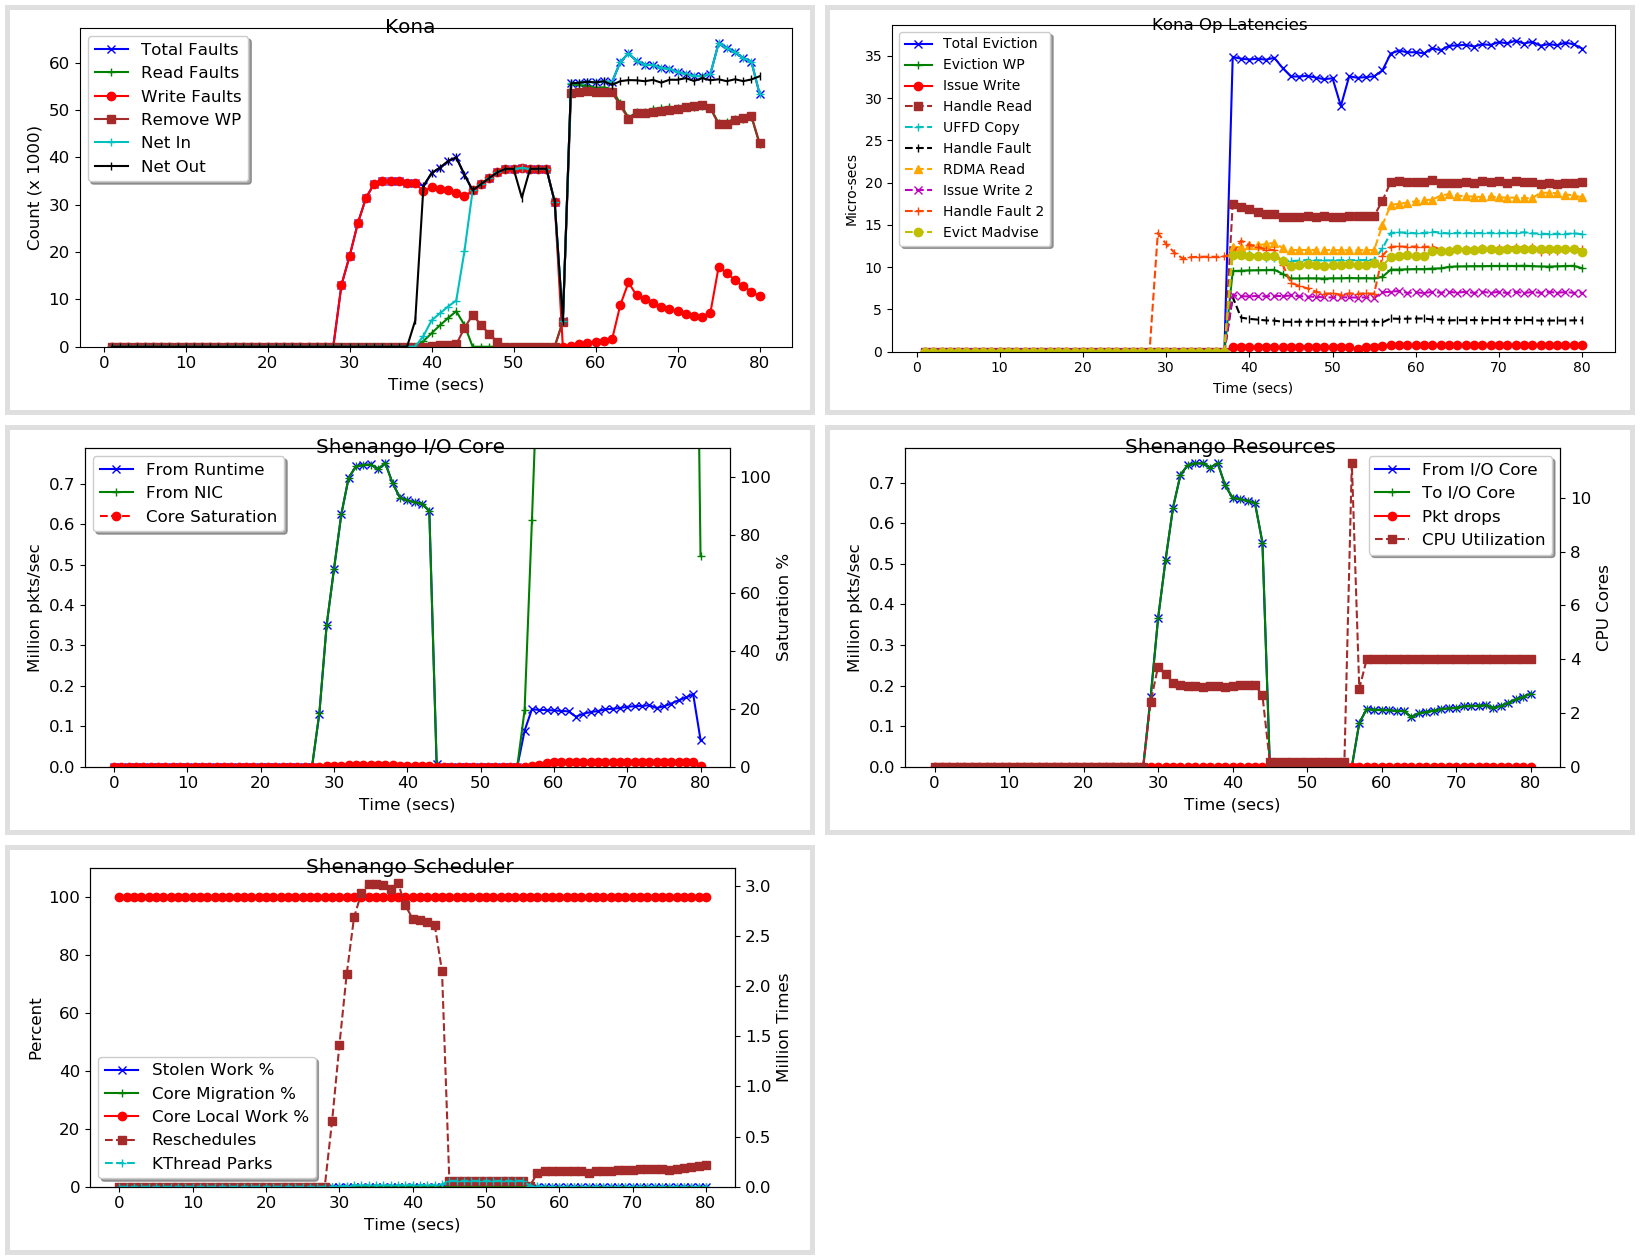 Kona
Total Faults
Read Faults
Write Faults
Remove WP
Net In
Net Out
Count (x 1000)
60
50
40
30
20
10
0
0 10 20 30 40 50 60 70 80
Time (secs)
Kona Op Latencies
Total Eviction
Eviction WP
Issue Write
Handle Read
UFFD Copy
Handle Fault
RDMA Read
Issue Write 2
Handle Fault 2
Evict Madvise
Micro-secs
35
30
25
20
15
10
5
0
0 10 20 30 40 50 60 70 80
Time (secs)
Shenango I/O Core
From Runtime
From NIC
Core Saturation
Million pkts/sec
0.7
0.6
0.5
0.4
0.3
0.2
0.1
0.0
100
80
60
40
20
0
Saturation %
0 10 20 30 40 50 60 70 80
Time (secs)
Shenango Resources
From I/O Core
To I/O Core
Pkt drops
CPU Utilization
Million pkts/sec
0.7
0.6
0.5
0.4
0.3
0.2
0.1
0.0
10
8
6
4
2
0
CPU Cores
0 10 20 30 40 50 60 70 80
Time (secs)
Shenango Scheduler
Stolen Work %
Core Migration %
Core Local Work %
Reschedules
KThread Parks
Percent
100
80
60
40
20
0
3.0
2.5
2.0
1.5
1.0
0.5
0.0
Million Times
0 10 20 30 40 50 60 70 80
Time (secs)